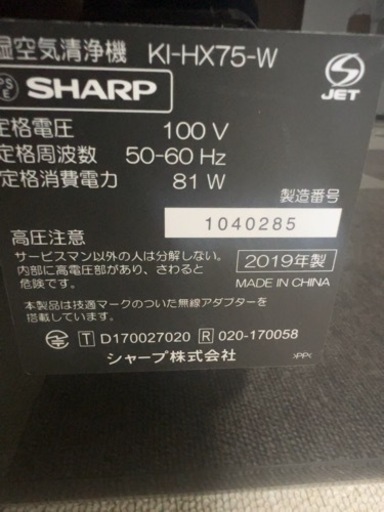 湿空気清浄機 KI-HX75-W
SHARP
JET
定格電圧 100 V
定格周波数 50-60 Hz
定格消費電力 81 W
製造番号
1040285
高圧注意
サービスマン以外の人は分解しない。
内部に高電圧部があり、さわると
危険です。
2019年製
MADE IN CHINA
本製品は技適マークのついた無線アダプターを
搭載しています。
T D170027020 R 020-170058
シャープ株式会社
>PP<